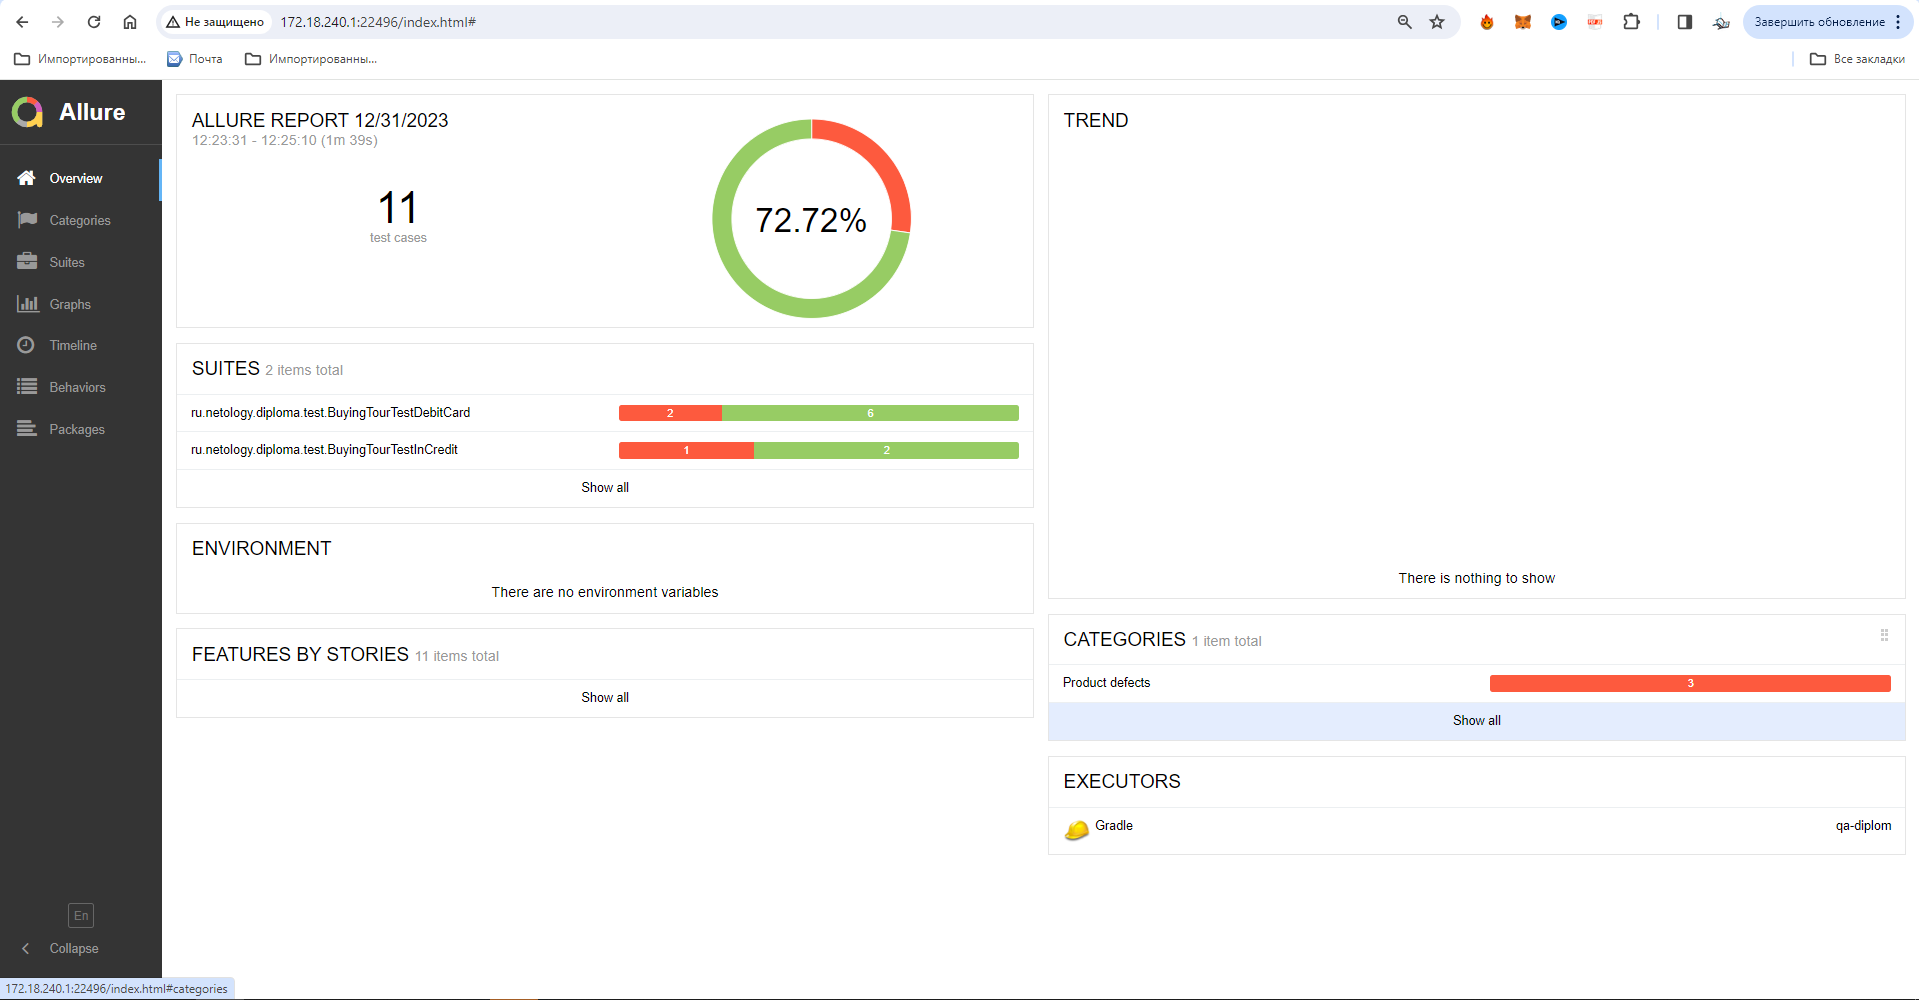 Не защищено
172.18.240.1:22496/index.html#
Завершить обновление
Импортированны...
Почта
Импортированны...
Все закладки
Allure
Overview
Categories
Suites
Graphs
Timeline
Behaviors
Packages
En
Collapse
ALLURE REPORT 12/31/2023
12:23:31 - 12:25:10 (1m 39s)
11
test cases
72.72%
SUITES 2 items total
ru.netology.diploma.test.BuyingTourTestDebitCard 2 6
ru.netology.diploma.test.BuyingTourTestInCredit 1 2
Show all
ENVIRONMENT
There are no environment variables
FEATURES BY STORIES 11 items total
Show all
TREND
There is nothing to show
CATEGORIES 1 item total
Product defects 3
Show all
EXECUTORS
Gradle qa-diplom
172.18.240.1:22496/index.html#categories